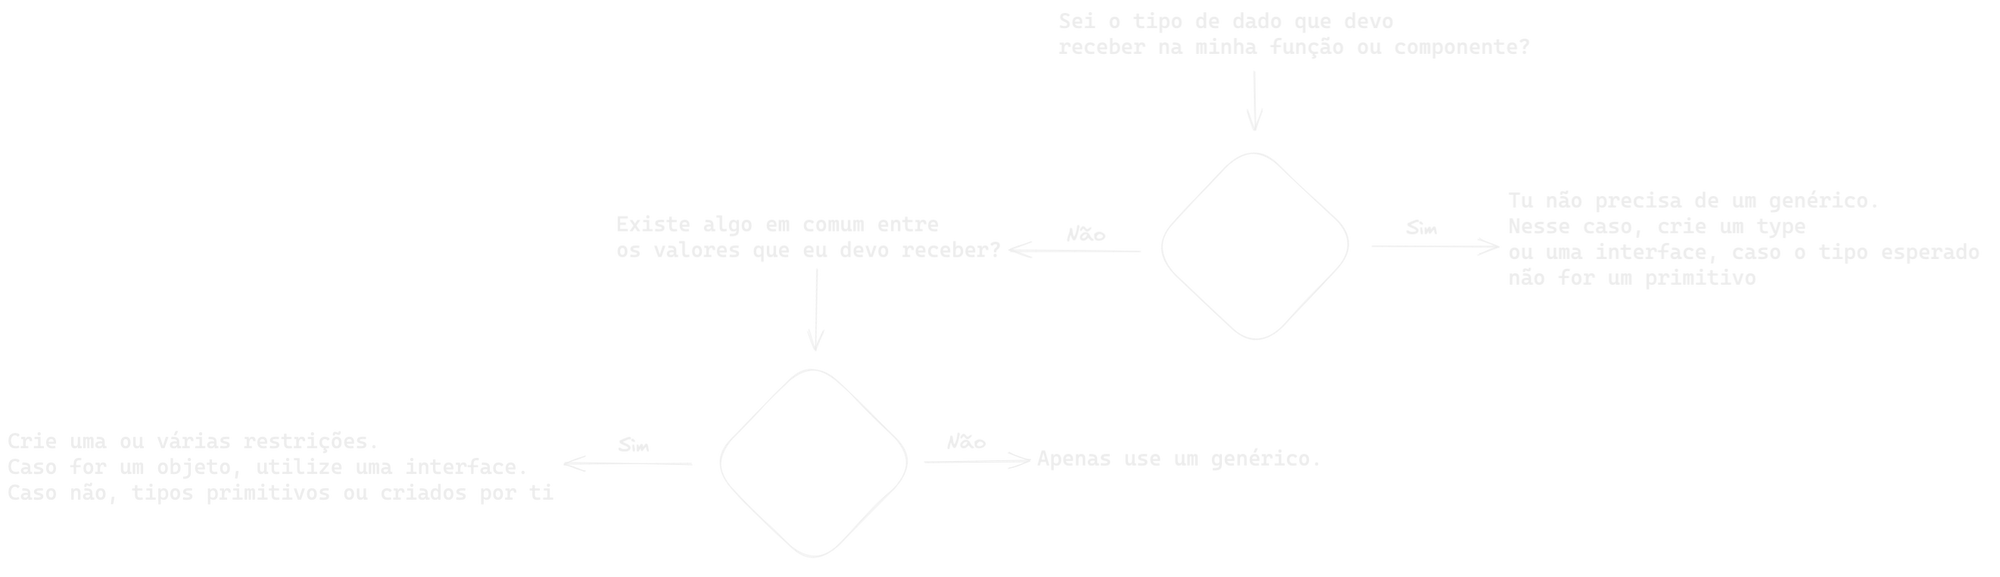 Sei o tipo de dado que devo
receber na minha função ou componente?
Tu não precisa de um genérico.
Nesse caso, crie um type
ou uma interface, caso o tipo esperado
não for um primitivo
Sim
Não
Existe algo em comum entre
os valores que eu devo receber?
Sim
Não
Crie uma ou várias restrições.
Caso for um objeto, utilize uma interface.
Caso não, tipos primitivos ou criados por ti
Apenas use um genérico.